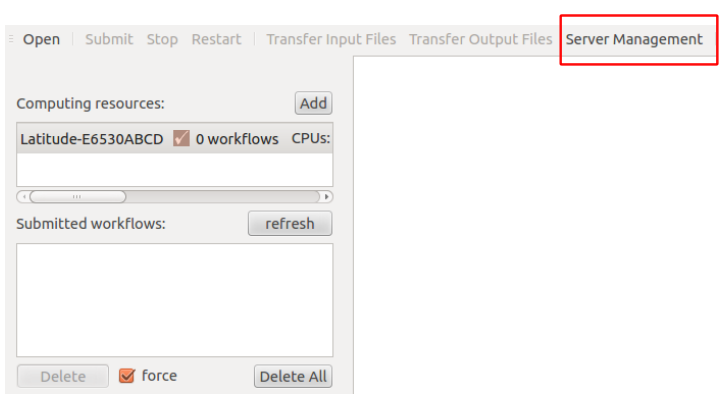 Open Submit Stop Restart Transfer Input Files Transfer Output Files Server Management
Computing resources: Add
Latitude-E6530ABCD 0 workflows CPUs:
Submitted workflows: refresh
Delete force Delete All